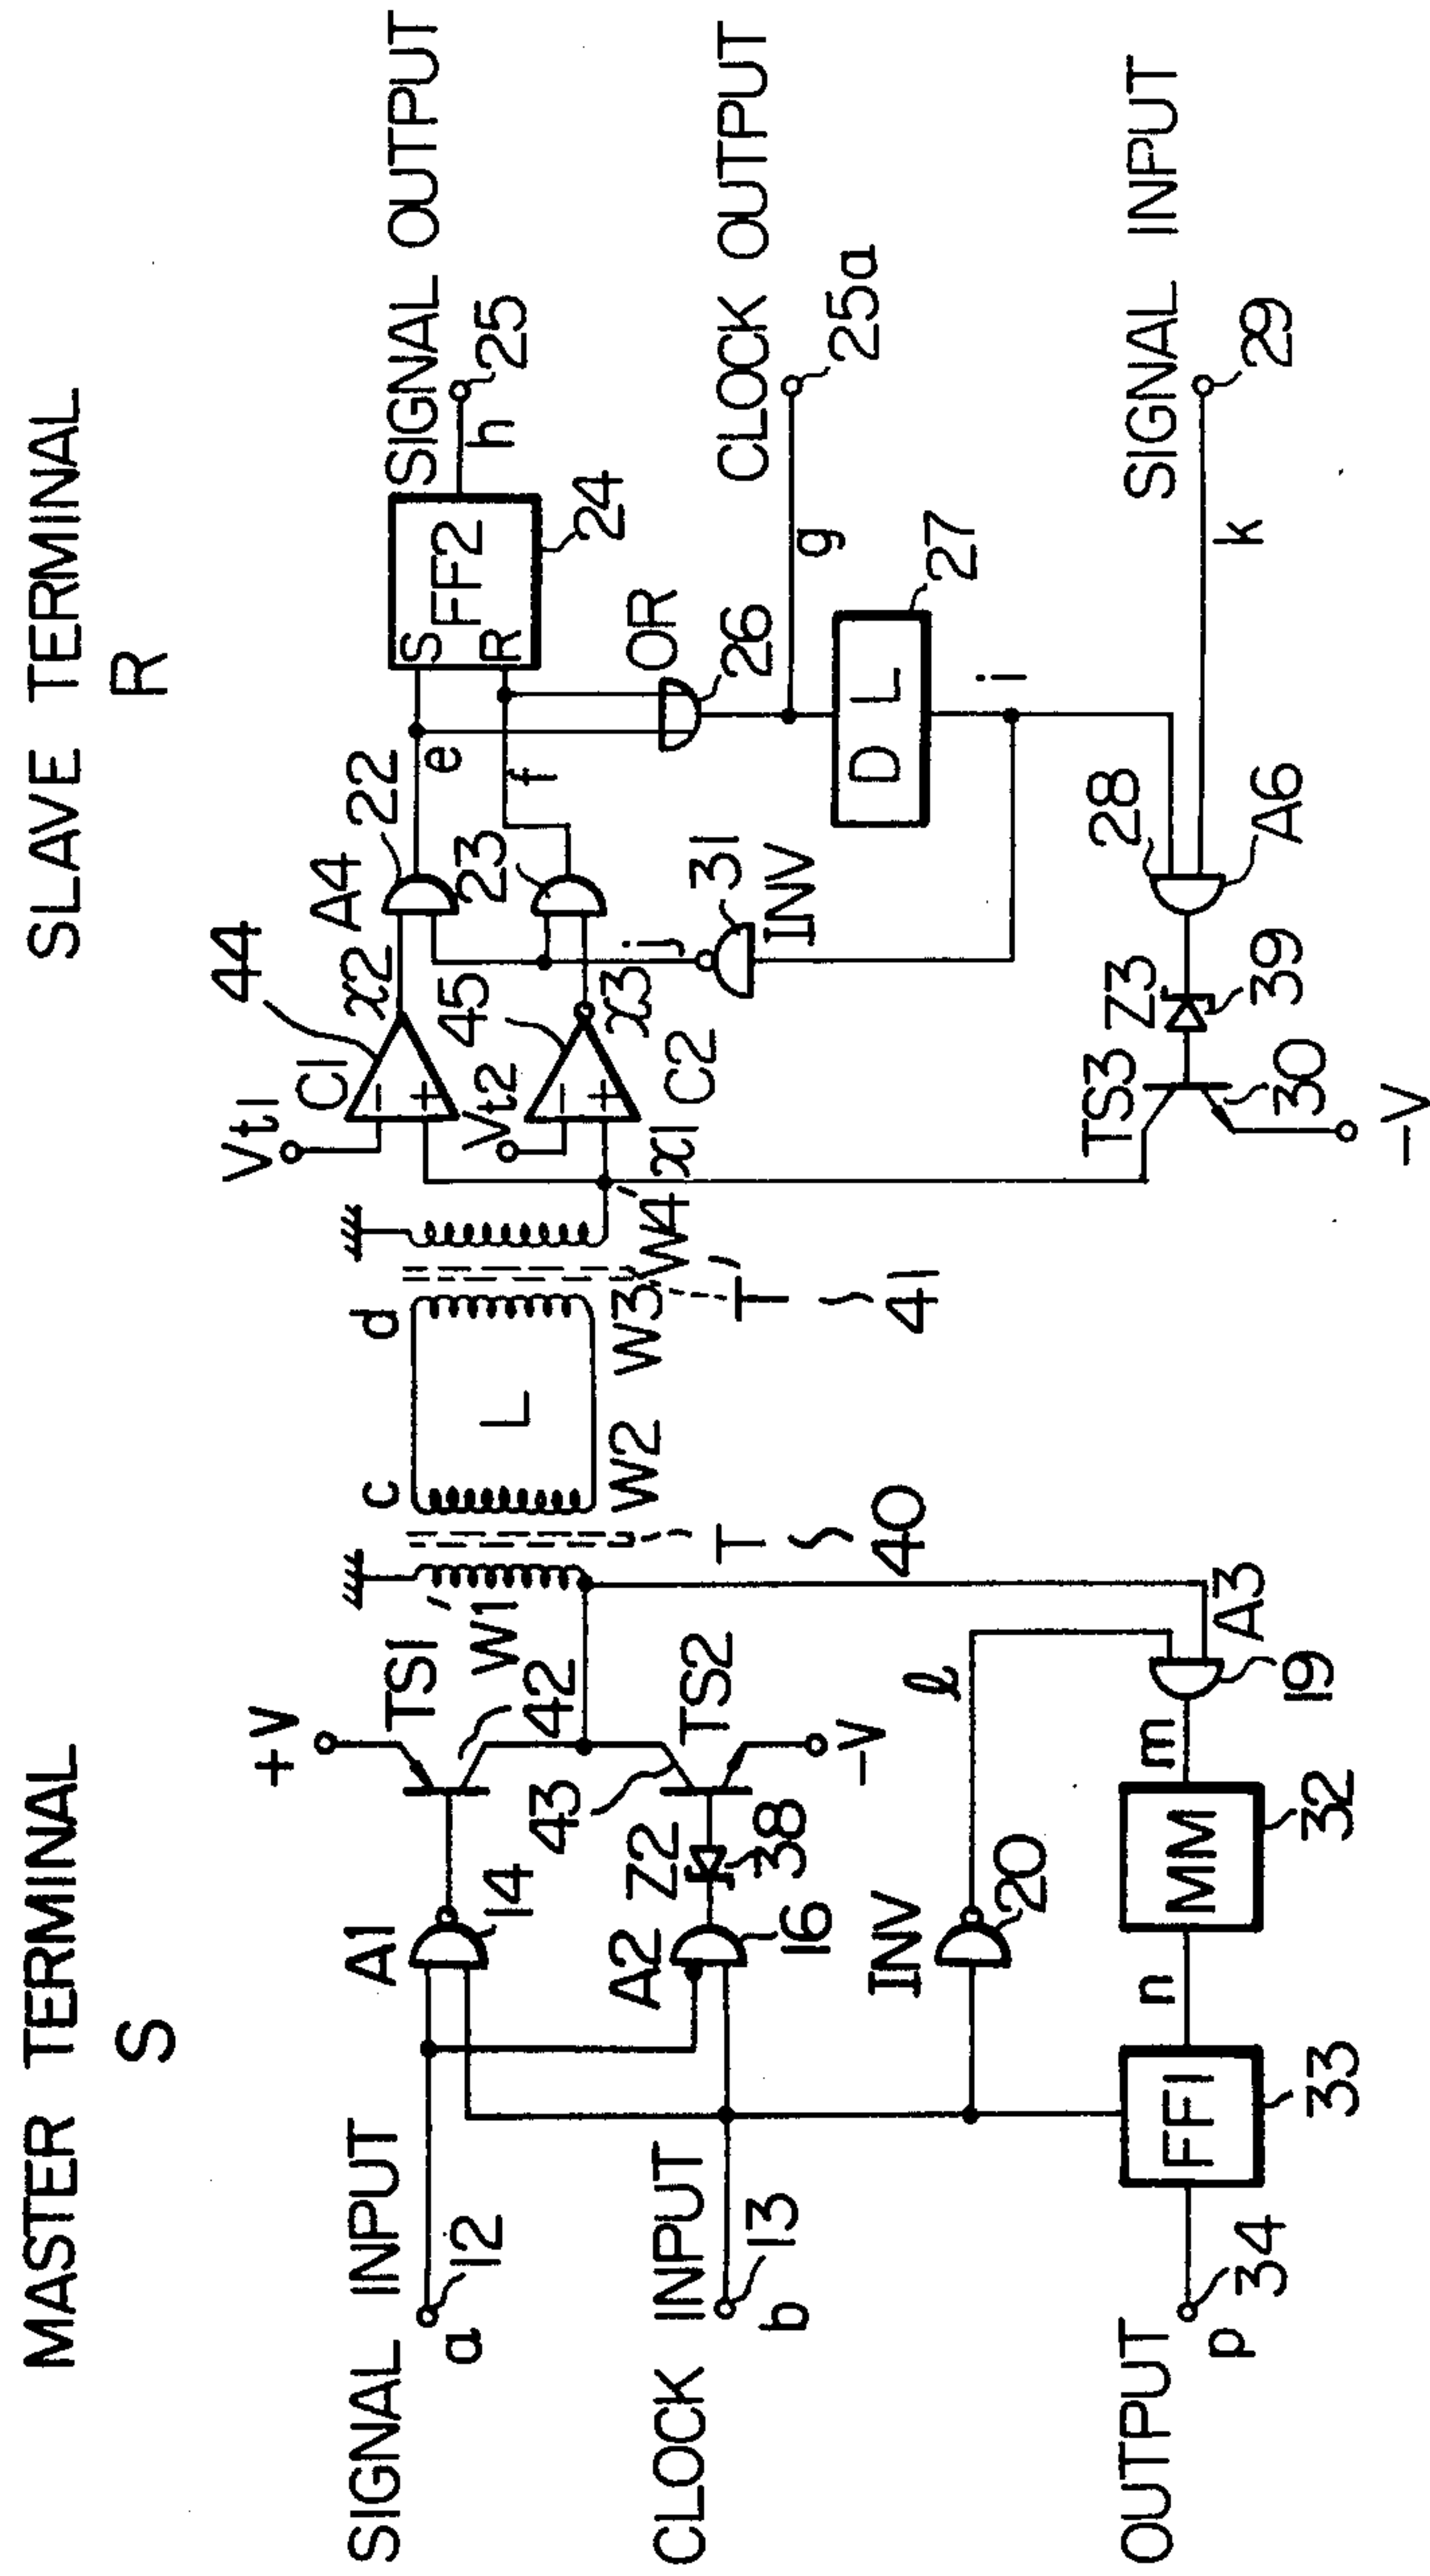 MASTER TERMINAL
S
SLAVE TERMINAL
R
SIGNAL INPUT
a
12
CLOCK INPUT
b
13
OUTPUT
p
34
A1
14
A2
16
Z2
38
+V
TS1
42
43
TS2
-V
INV
20
FF1
33
n
MM
32
m
19
A3
ℓ
W1
T
40
c
W2
L
d
W3
W4
T
41
Vt1
C1
44
x2
Vt2
45
x3
C2
x1
A4
22
23
e
f
j
31
INV
S
R
FF2
24
h
25
SIGNAL OUTPUT
OR
26
g
25a
CLOCK OUTPUT
D L
27
i
28
A6
k
29
SIGNAL INPUT
Z3
39
TS3
30
-V